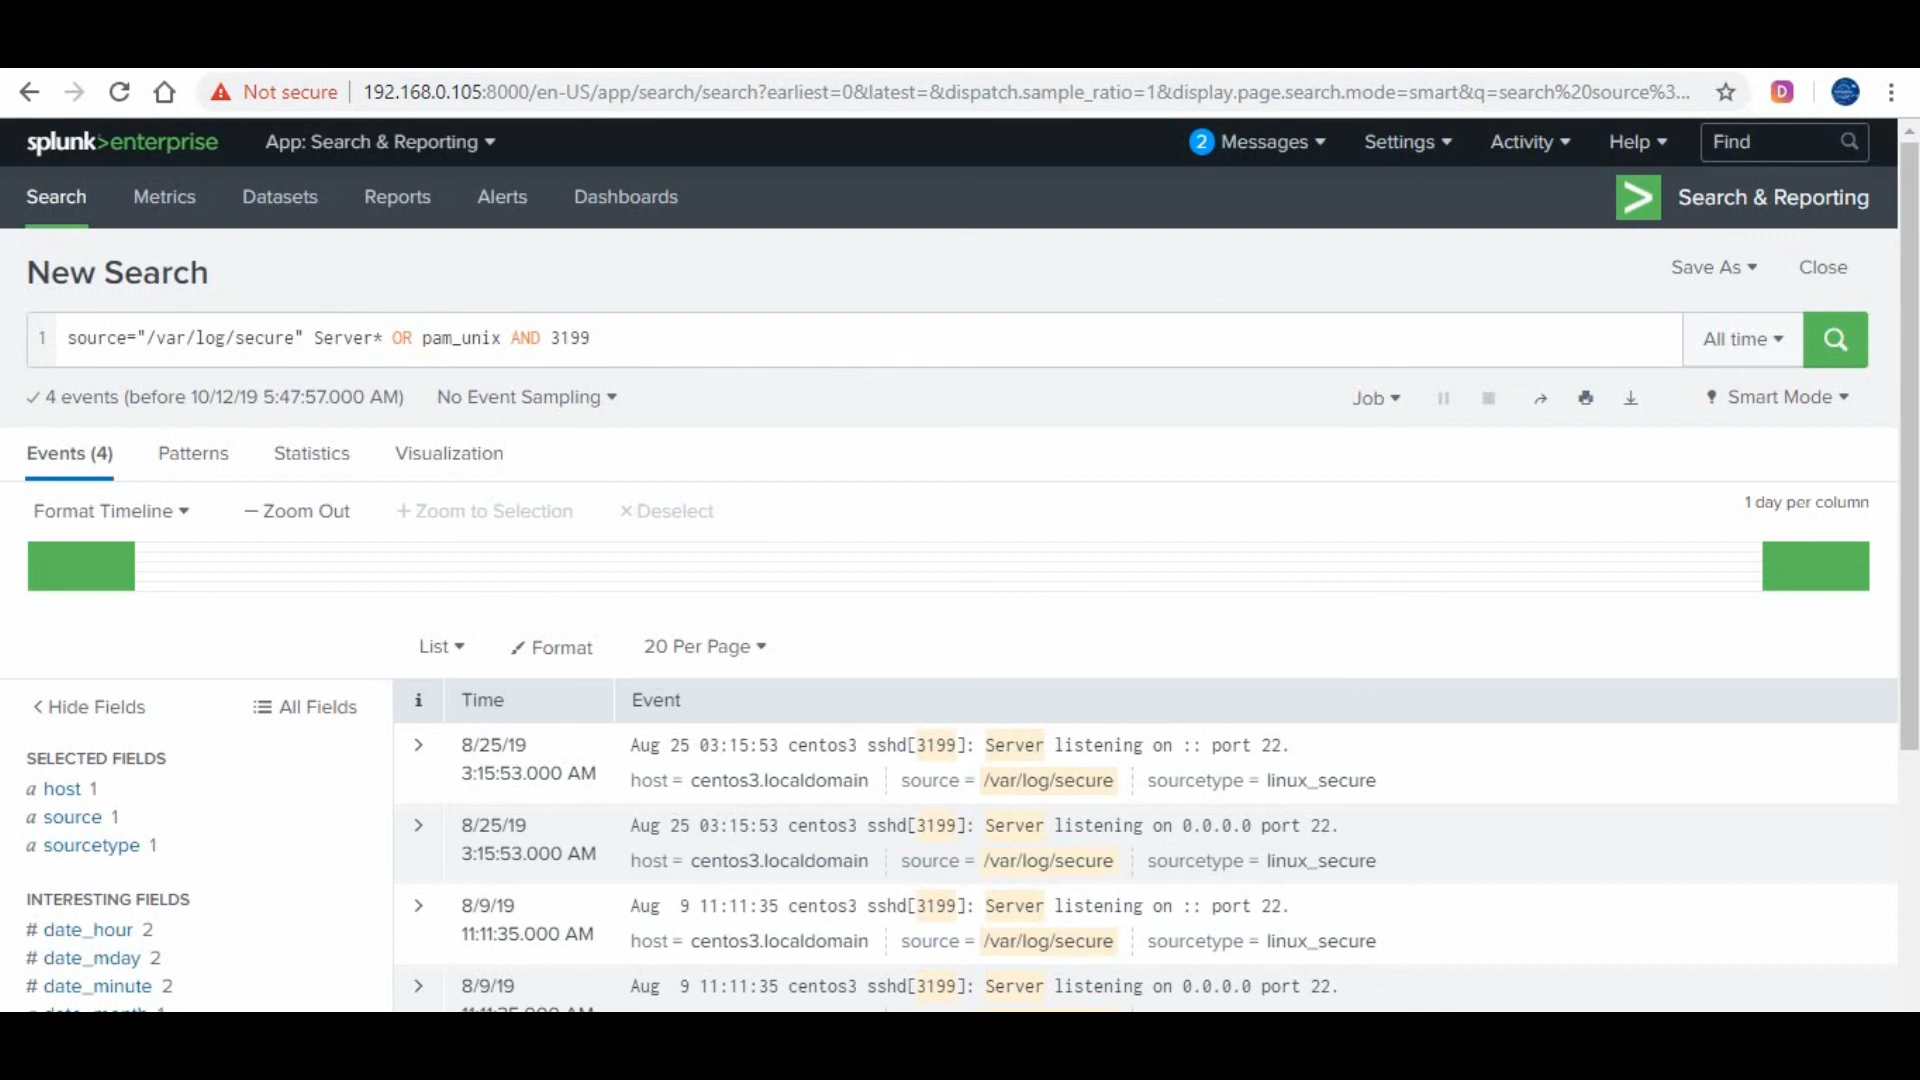 Not secure 192.168.0.105:8000/en-US/app/search/search?earliest=0&latest=&dispatch.sample_ratio=1&display.page.search.mode=smart&q=search%20source%3... D
splunk>enterprise App: Search & Reporting 2 Messages Settings Activity Help Find
Search Metrics Datasets Reports Alerts Dashboards > Search & Reporting
New Search Save As Close
1 source="/var/log/secure" Server* OR pam_unix AND 3199 All time
✓ 4 events (before 10/12/19 5:47:57.000 AM) No Event Sampling Job Smart Mode
Events (4) Patterns Statistics Visualization
Format Timeline — Zoom Out + Zoom to Selection × Deselect 1 day per column
List Format 20 Per Page
< Hide Fields All Fields i Time Event
SELECTED FIELDS
a host 1
a source 1
a sourcetype 1
INTERESTING FIELDS
# date_hour 2
# date_mday 2
# date_minute 2
> 8/25/19 Aug 25 03:15:53 centos3 sshd[3199]: Server listening on :: port 22.
3:15:53.000 AM host = centos3.localdomain source = /var/log/secure sourcetype = linux_secure
> 8/25/19 Aug 25 03:15:53 centos3 sshd[3199]: Server listening on 0.0.0.0 port 22.
3:15:53.000 AM host = centos3.localdomain source = /var/log/secure sourcetype = linux_secure
> 8/9/19 Aug  9 11:11:35 centos3 sshd[3199]: Server listening on :: port 22.
11:11:35.000 AM host = centos3.localdomain source = /var/log/secure sourcetype = linux_secure
> 8/9/19 Aug  9 11:11:35 centos3 sshd[3199]: Server listening on 0.0.0.0 port 22.